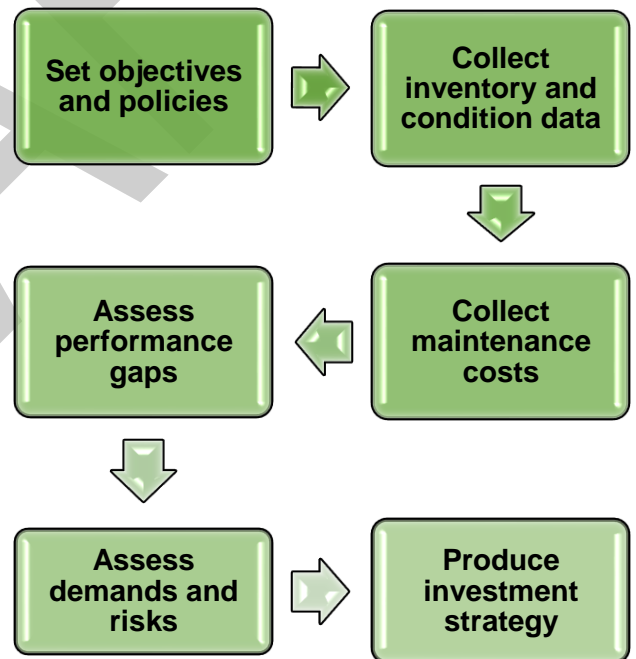 Set objectives
and policies
Collect
inventory and
condition data
Collect
maintenance
costs
Assess
performance
gaps
Assess
demands and
risks
Produce
investment
strategy